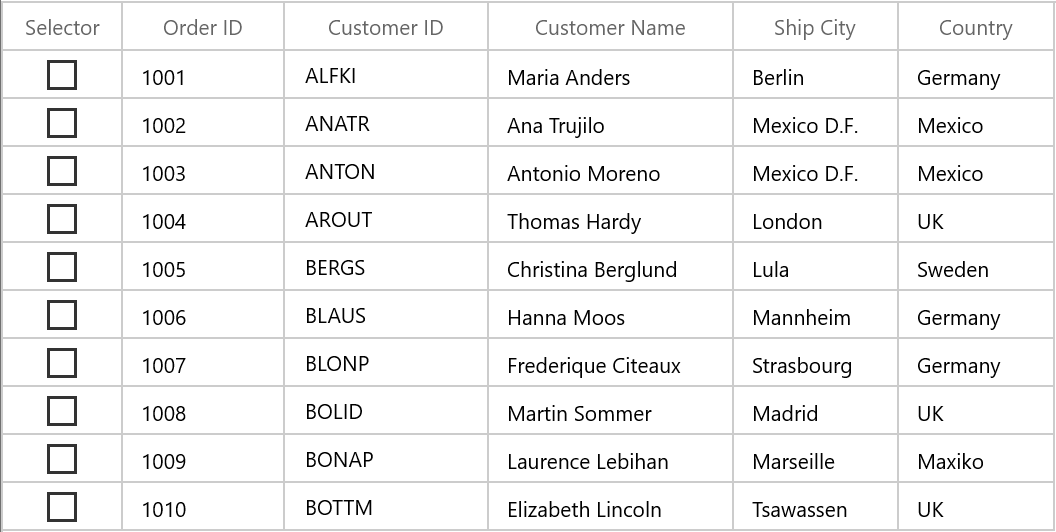 Selector Order ID Customer ID Customer Name Ship City Country
1001 ALFKI Maria Anders Berlin Germany
1002 ANATR Ana Trujilo Mexico D.F. Mexico
1003 ANTON Antonio Moreno Mexico D.F. Mexico
1004 AROUT Thomas Hardy London UK
1005 BERGS Christina Berglund Lula Sweden
1006 BLAUS Hanna Moos Mannheim Germany
1007 BLONP Frederique Citeaux Strasbourg Germany
1008 BOLID Martin Sommer Madrid UK
1009 BONAP Laurence Lebihan Marseille Maxiko
1010 BOTTM Elizabeth Lincoln Tsawassen UK